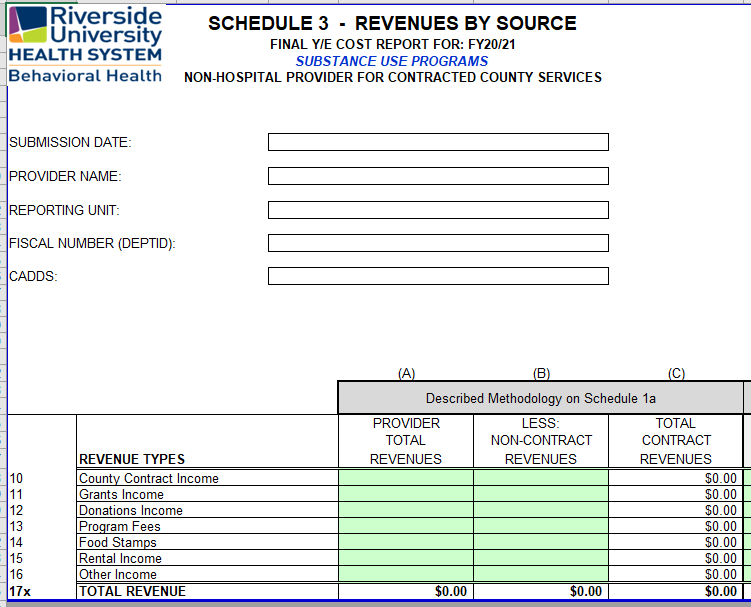 Riverside
University
HEALTH SYSTEM
Behavioral Health
SCHEDULE 3 - REVENUES BY SOURCE
FINAL Y/E COST REPORT FOR: FY20/21
SUBSTANCE USE PROGRAMS
NON-HOSPITAL PROVIDER FOR CONTRACTED COUNTY SERVICES
SUBMISSION DATE:
PROVIDER NAME:
REPORTING UNIT:
FISCAL NUMBER (DEPTID):
CADDS:
(A) (B) (C)
Described Methodology on Schedule 1a
PROVIDER LESS: TOTAL
TOTAL NON-CONTRACT CONTRACT
REVENUE TYPES REVENUES REVENUES REVENUES
10 County Contract Income $0.00
11 Grants Income $0.00
12 Donations Income $0.00
13 Program Fees $0.00
14 Food Stamps $0.00
15 Rental Income $0.00
16 Other Income $0.00
17x TOTAL REVENUE $0.00 $0.00 $0.00